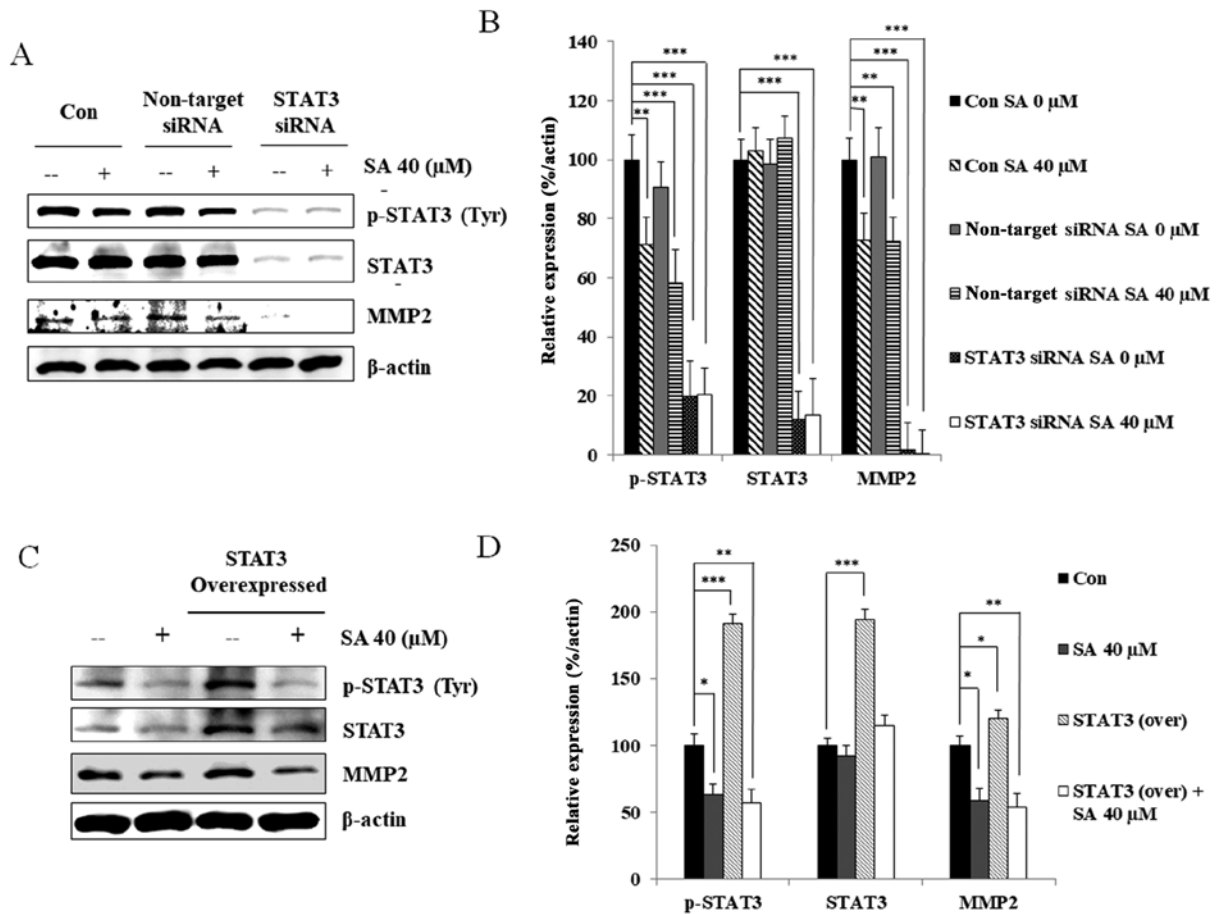 A
Con
Non-target
siRNA
STAT3
siRNA
-- + -- + -- + SA 40 (μM)
p-STAT3 (Tyr)
STAT3
MMP2
β-actin
B
Relative expression (%/actin)
140
120
100
80
60
40
20
0
** *** *** ***
*** ***
** ** *** ***
p-STAT3 STAT3 MMP2
Con SA 0 μM
Con SA 40 μM
Non-target siRNA SA 0 μM
Non-target siRNA SA 40 μM
STAT3 siRNA SA 0 μM
STAT3 siRNA SA 40 μM
C
STAT3
Overexpressed
-- + -- + SA 40 (μM)
p-STAT3 (Tyr)
STAT3
MMP2
β-actin
D
Relative expression (%/actin)
250
200
150
100
50
0
* *** **
***
* * **
p-STAT3 STAT3 MMP2
Con
SA 40 μM
STAT3 (over)
STAT3 (over) +
SA 40 μM